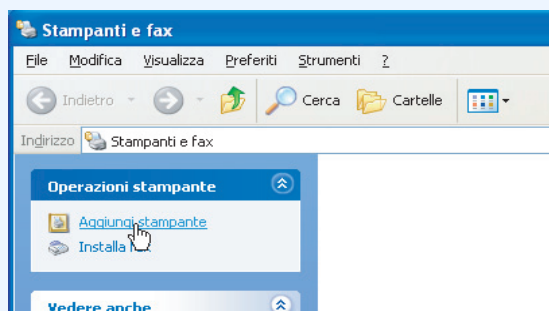 Stampanti e fax
File Modifica Visualizza Preferiti Strumenti ?
Indietro Cerca Cartelle
Indirizzo Stampanti e fax
Operazioni stampante
Aggiungi stampante
Installa
Vedere anche